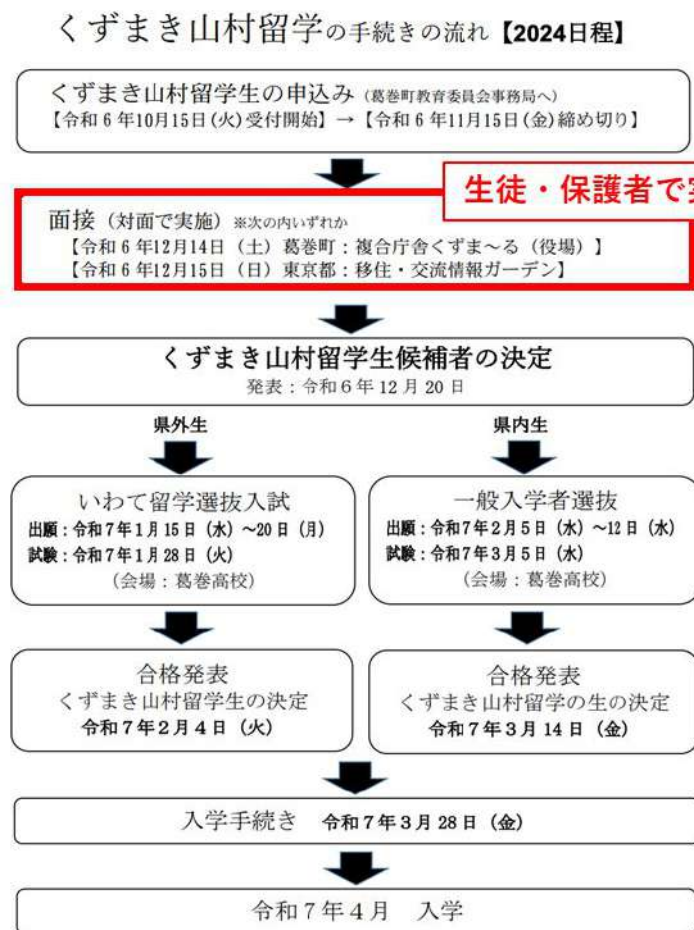 くずまき山村留学の手続きの流れ【2024日程】
くずまき山村留学生の申込み（葛巻町教育委員会事務局へ）
【令和６年10月15日(火)受付開始】→【令和６年11月15日(金)締め切り】
生徒・保護者で
面接（対面で実施）※次の内いずれか
【令和６年12月14日（土）葛巻町：複合庁舎くずま～る（役場）】
【令和６年12月15日（日）東京都：移住・交流情報ガーデン】
くずまき山村留学生候補者の決定
発表：令和６年12月20日
県外生
いわて留学選抜入試
出願：令和７年１月15日（水）～20日（月）
試験：令和７年１月28日（火）
（会場：葛巻高校）
合格発表
くずまき山村留学生の決定
令和７年２月４日（火）
県内生
一般入学者選抜
出願：令和７年２月５日（水）～12日（水）
試験：令和７年３月５日（水）
（会場：葛巻高校）
合格発表
くずまき山村留学の生の決定
令和７年３月14日（金）
入学手続き　令和７年３月28日（金）
令和７年４月　入学